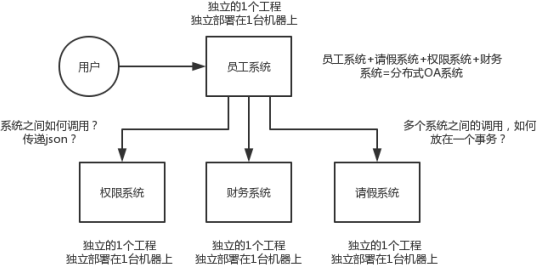 独立的1个工程
独立部署在1台机器上
用户
员工系统
员工系统+请假系统+权限系统+财务
系统=分布式OA系统
系统之间如何调用？
传递json？
多个系统之间的调用，如何
放在一个事务？
权限系统
财务系统
请假系统
独立的1个工程
独立部署在1台机器上
独立的1个工程
独立部署在1台机器上
独立的1个工程
独立部署在1台机器上